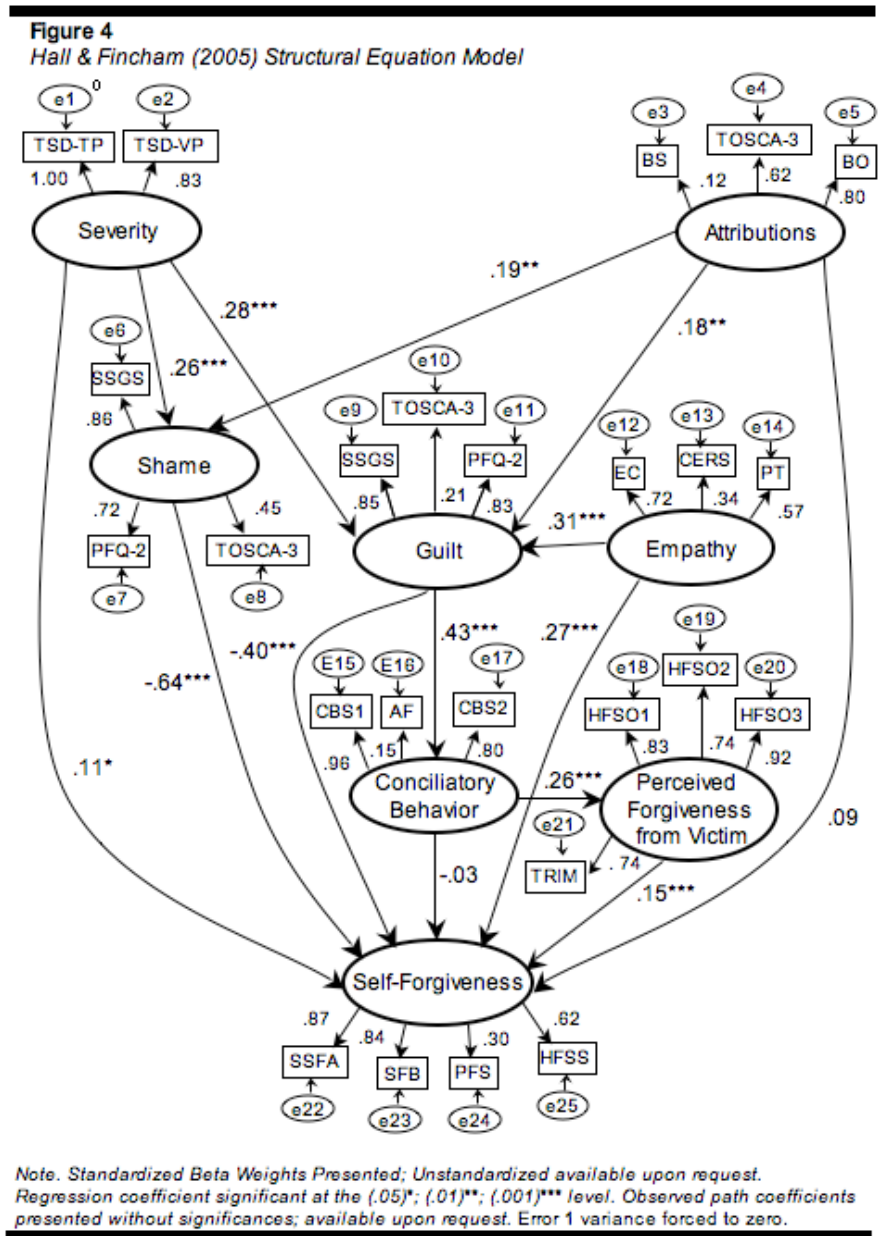 Figure 4
Hall & Fincham (2005) Structural Equation Model
e1 0
e2
e3
e4
e5
TSD-TP
TSD-VP
BS
TOSCA-3
BO
1.00
.83
.12
.62
.80
Severity
Attributions
.19**
.28***
.18**
.26***
e6
SSGS
.86
Shame
.72
.45
PFQ-2
TOSCA-3
e7
e8
e9
e10
e11
SSGS
TOSCA-3
PFQ-2
.85
.21
.83
Guilt
.31***
e12
e13
e14
EC
CERS
PT
.72
.34
.57
Empathy
-.64***
-.40***
.43***
.27***
.11*
.09
E15
E16
e17
CBS1
AF
CBS2
.96
.15
.80
Conciliatory
Behavior
.26***
e18
e19
e20
HFSO1
HFSO2
HFSO3
.83
.74
.92
Perceived
Forgiveness
from Victim
e21
TRIM
.74
-.03
.15***
Self-Forgiveness
.87
.84
.30
.62
SSFA
SFB
PFS
HFSS
e22
e23
e24
e25
Note. Standardized Beta Weights Presented; Unstandardized available upon request.
Regression coefficient significant at the (.05)*; (.01)**; (.001)*** level. Observed path coefficients
presented without significances; available upon request. Error 1 variance forced to zero.